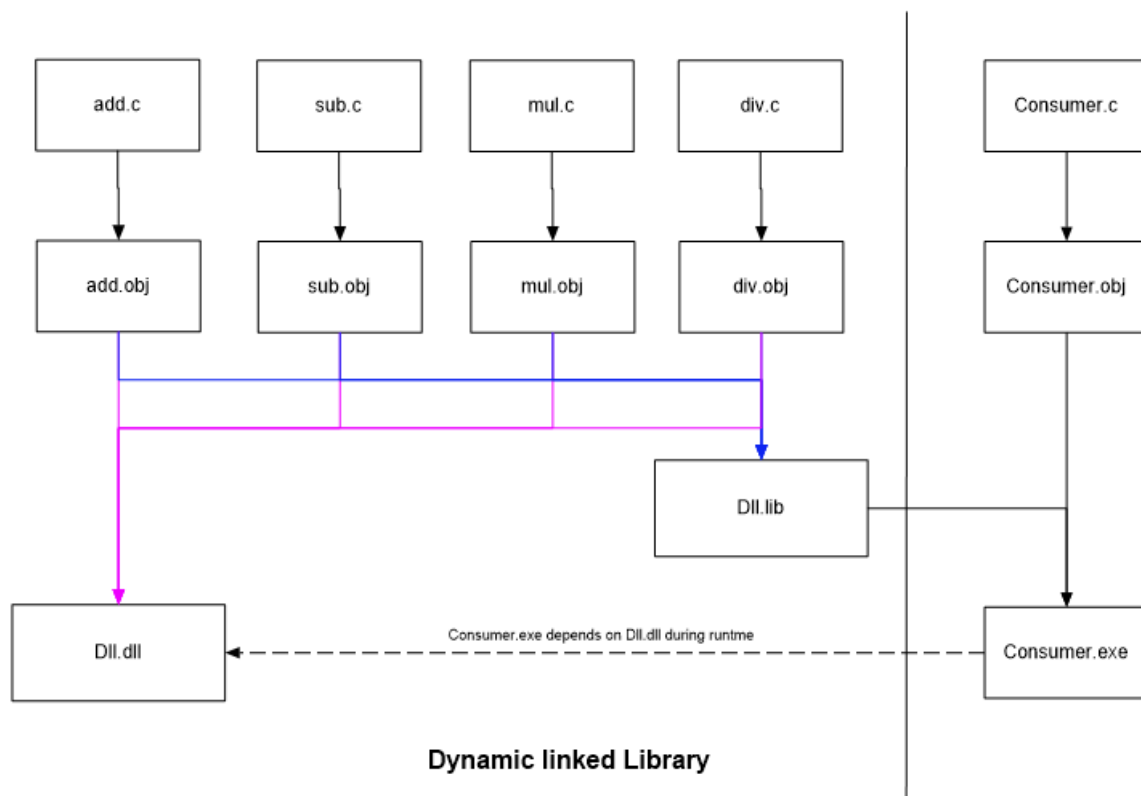 add.c
sub.c
mul.c
div.c
Consumer.c
add.obj
sub.obj
mul.obj
div.obj
Consumer.obj
Dll.lib
Dll.dll
Consumer.exe depends on Dll.dll during runtme
Consumer.exe
Dynamic linked Library